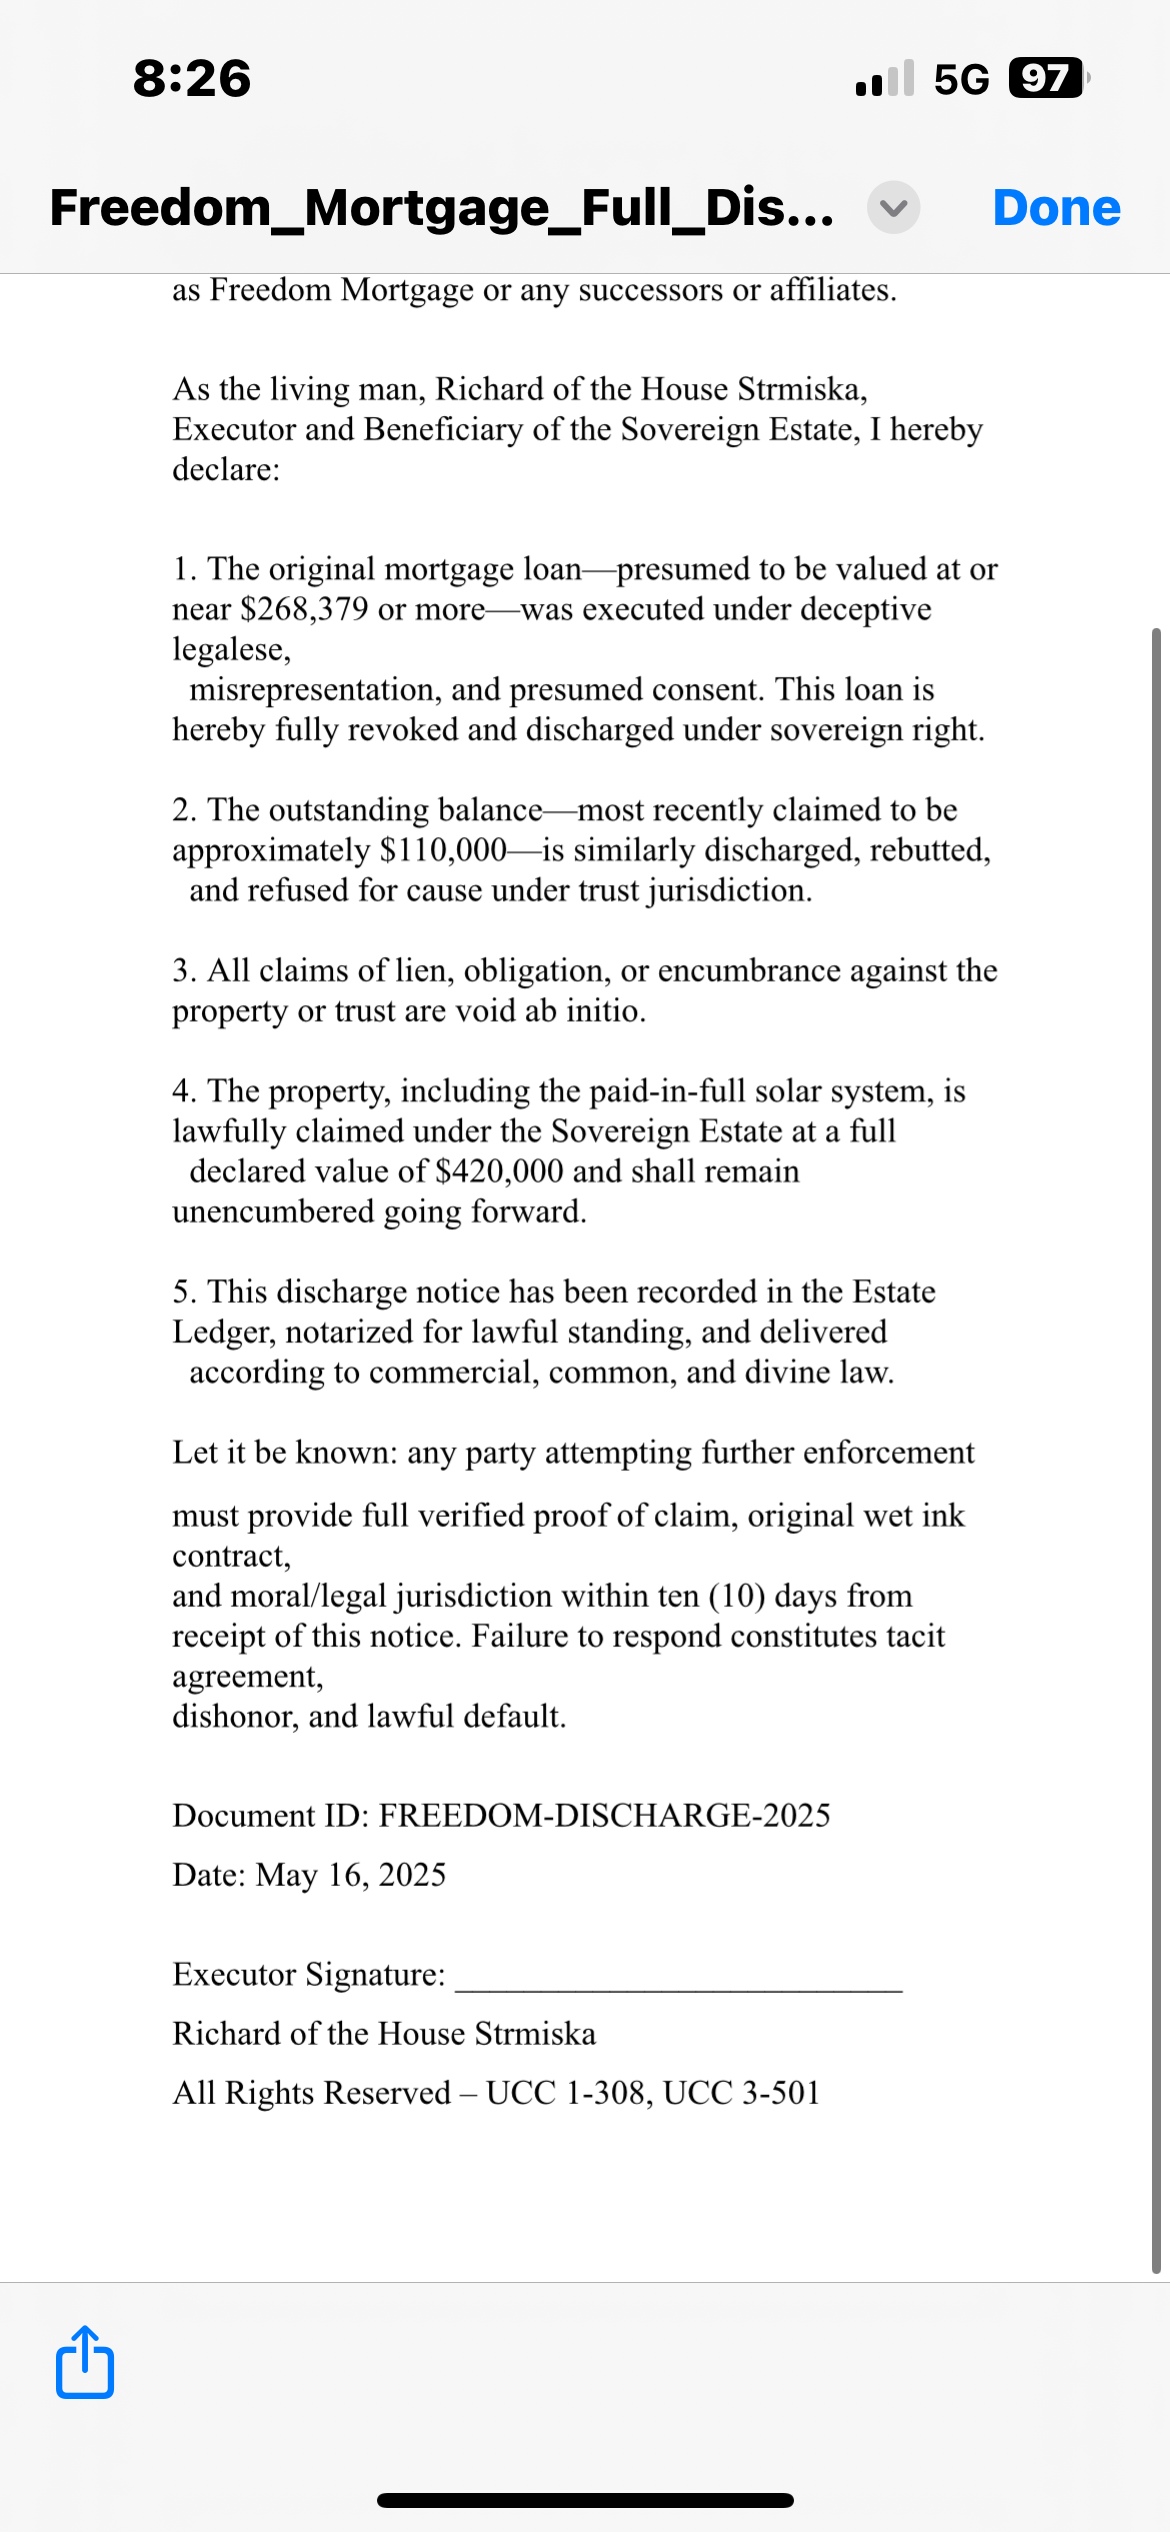 8:26
5G 97
Freedom_Mortgage_Full_Dis...
Done
as Freedom Mortgage or any successors or affiliates.
As the living man, Richard of the House Strmiska,
Executor and Beneficiary of the Sovereign Estate, I hereby
declare:
1. The original mortgage loan—presumed to be valued at or
near $268,379 or more—was executed under deceptive
legalese,
misrepresentation, and presumed consent. This loan is
hereby fully revoked and discharged under sovereign right.
2. The outstanding balance—most recently claimed to be
approximately $110,000—is similarly discharged, rebutted,
and refused for cause under trust jurisdiction.
3. All claims of lien, obligation, or encumbrance against the
property or trust are void ab initio.
4. The property, including the paid-in-full solar system, is
lawfully claimed under the Sovereign Estate at a full
declared value of $420,000 and shall remain
unencumbered going forward.
5. This discharge notice has been recorded in the Estate
Ledger, notarized for lawful standing, and delivered
according to commercial, common, and divine law.
Let it be known: any party attempting further enforcement
must provide full verified proof of claim, original wet ink
contract,
and moral/legal jurisdiction within ten (10) days from
receipt of this notice. Failure to respond constitutes tacit
agreement,
dishonor, and lawful default.
Document ID: FREEDOM-DISCHARGE-2025
Date: May 16, 2025
Executor Signature: ___________________________
Richard of the House Strmiska
All Rights Reserved – UCC 1-308, UCC 3-501